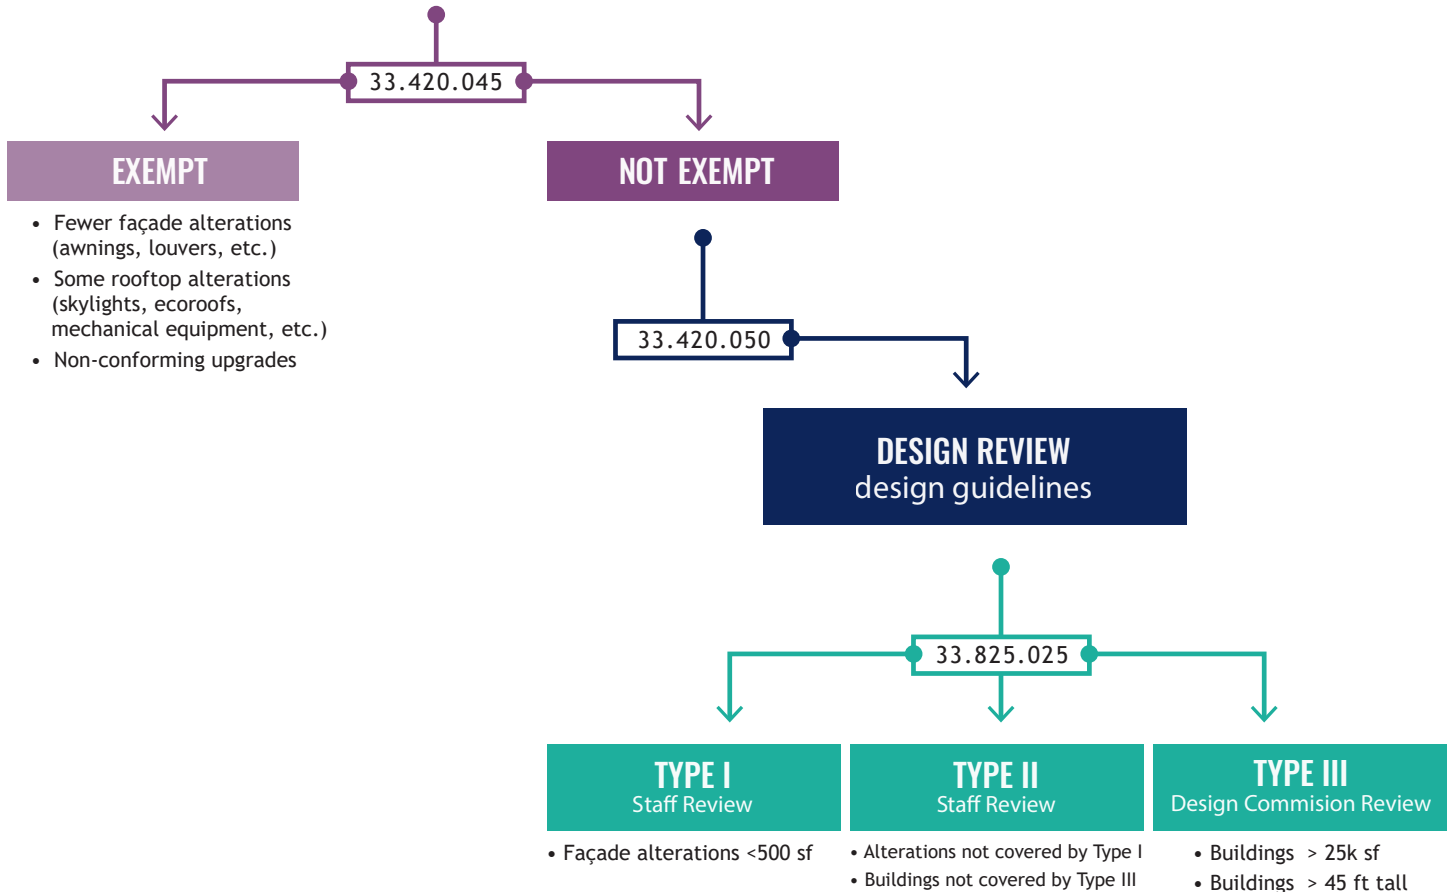 33.420.045
EXEMPT
NOT EXEMPT
• Fewer façade alterations
(awnings, louvers, etc.)
• Some rooftop alterations
(skylights, ecoroofs,
mechanical equipment, etc.)
• Non-conforming upgrades
33.420.050
DESIGN REVIEW
design guidelines
33.825.025
TYPE I
Staff Review
• Façade alterations <500 sf
TYPE II
Staff Review
• Alterations not covered by Type I
• Buildings not covered by Type III
TYPE III
Design Commision Review
• Buildings > 25k sf
• Buildings > 45 ft tall